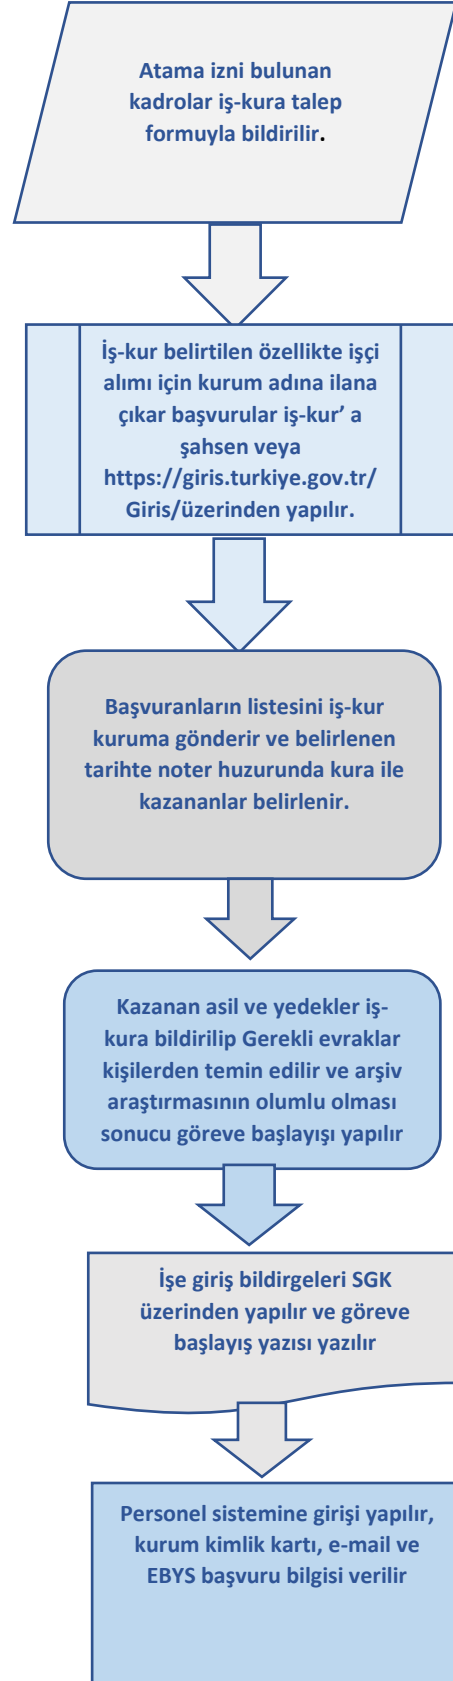 Atama izni bulunan
kadrolar iş-kura talep
formuyla bildirilir.
İş-kur belirtilen özellikte işçi
alımı için kurum adına ilana
çıkar başvurular iş-kur’ a
şahsen veya
https://giris.turkiye.gov.tr/
Giris/üzerinden yapılır.
Başvuranların listesini iş-kur
kuruma gönderir ve belirlenen
tarihte noter huzurunda kura ile
kazananlar belirlenir.
Kazanan asil ve yedekler iş-
kura bildirilip Gerekli evraklar
kişilerden temin edilir ve arşiv
araştırmasının olumlu olması
sonucu göreve başlayışı yapılır
İşe giriş bildirgeleri SGK
üzerinden yapılır ve göreve
başlayış yazısı yazılır
Personel sistemine girişi yapılır,
kurum kimlik kartı, e-mail ve
EBYS başvuru bilgisi verilir